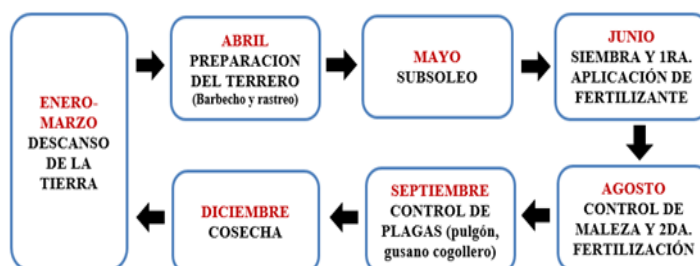 ENERO-
MARZO
DESCANSO
DE LA
TIERRA
ABRIL
PREPARACION
DEL TERRERO
(Barbecho y rastreo)
MAYO
SUBSOLEO
JUNIO
SIEMBRA Y 1RA.
APLICACIÓN DE
FERTILIZANTE
AGOSTO
CONTROL DE
MALEZA Y 2DA.
FERTILIZACIÓN
SEPTIEMBRE
CONTROL DE
PLAGAS (pulgón,
gusano cogollero)
DICIEMBRE
COSECHA